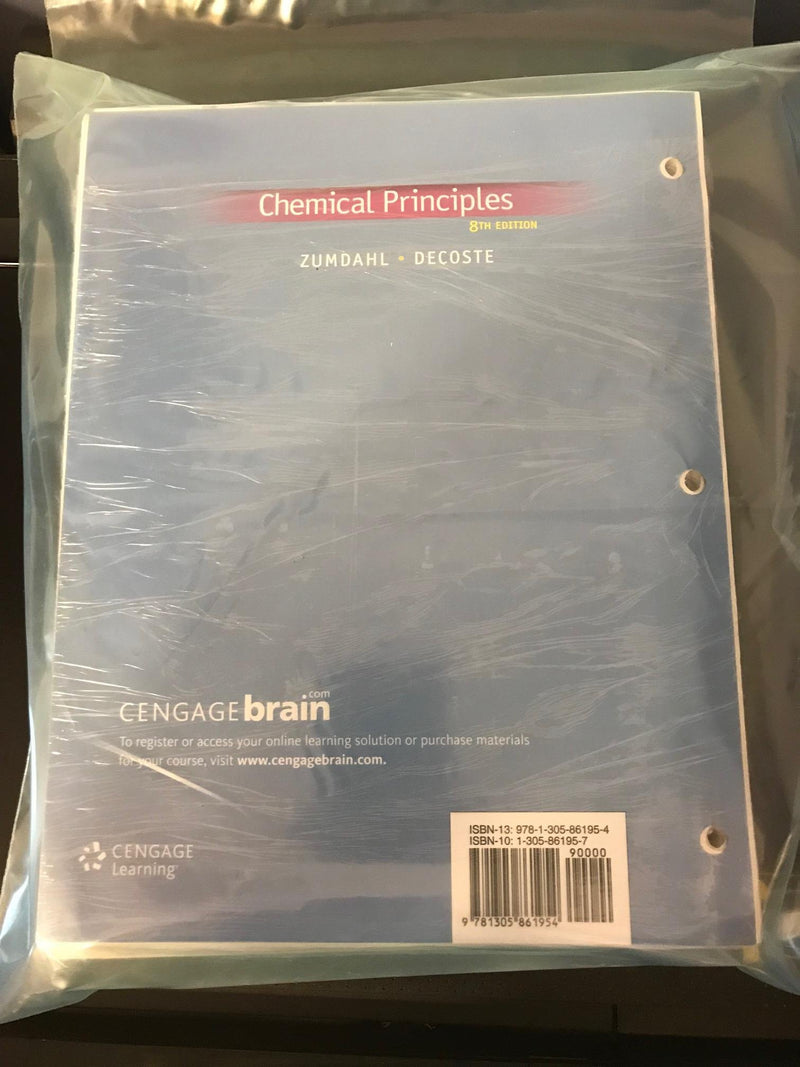 Chemical Principles
8TH EDITION
ZUMDAHL • DECOSTE
CENGAGEbrain.com
To register or access your online learning solution or purchase materials
for your course, visit www.cengagebrain.com.
CENGAGE
Learning
ISBN-13: 978-1-305-86195-4
ISBN-10: 1-305-86195-7
90000
9 781305 861954